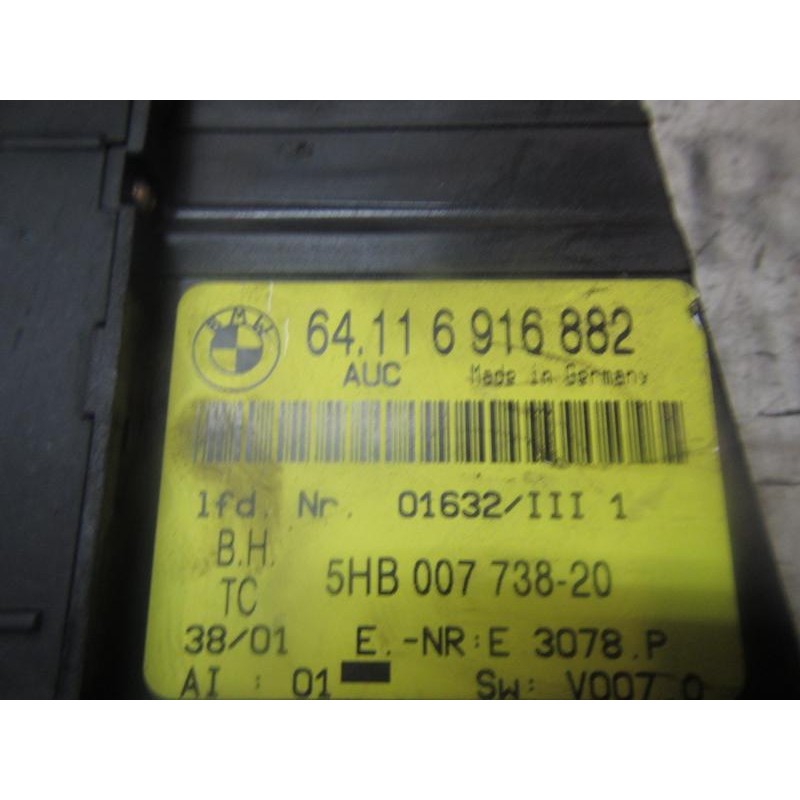 BMW
64.11 6 916 882
AUC Made in Germany
lfd. Nr. 01632/III 1
B.H.
TC 5HB 007 738-20
38/01 E.-NR:E 3078.P
AI : 01 SW: V007.0